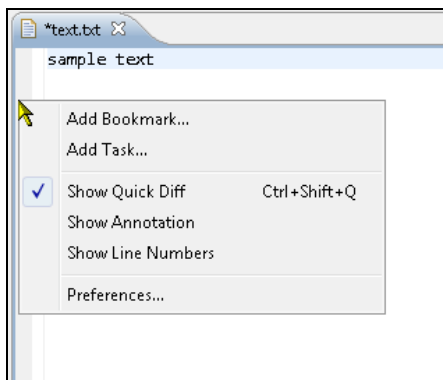 *text.txt
sample text
Add Bookmark...
Add Task...
Show Quick Diff Ctrl+Shift+Q
Show Annotation
Show Line Numbers
Preferences...